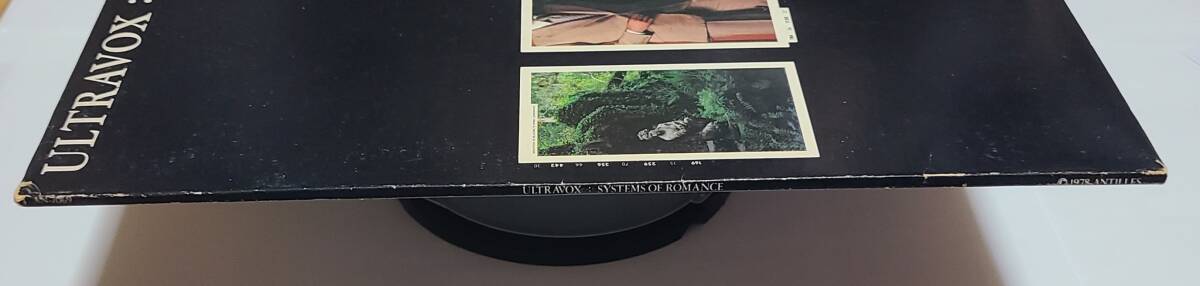 ULTRAVOX :
ULTRAVOX : SYSTEMS OF ROMANCE
© 1978 ANTILLES